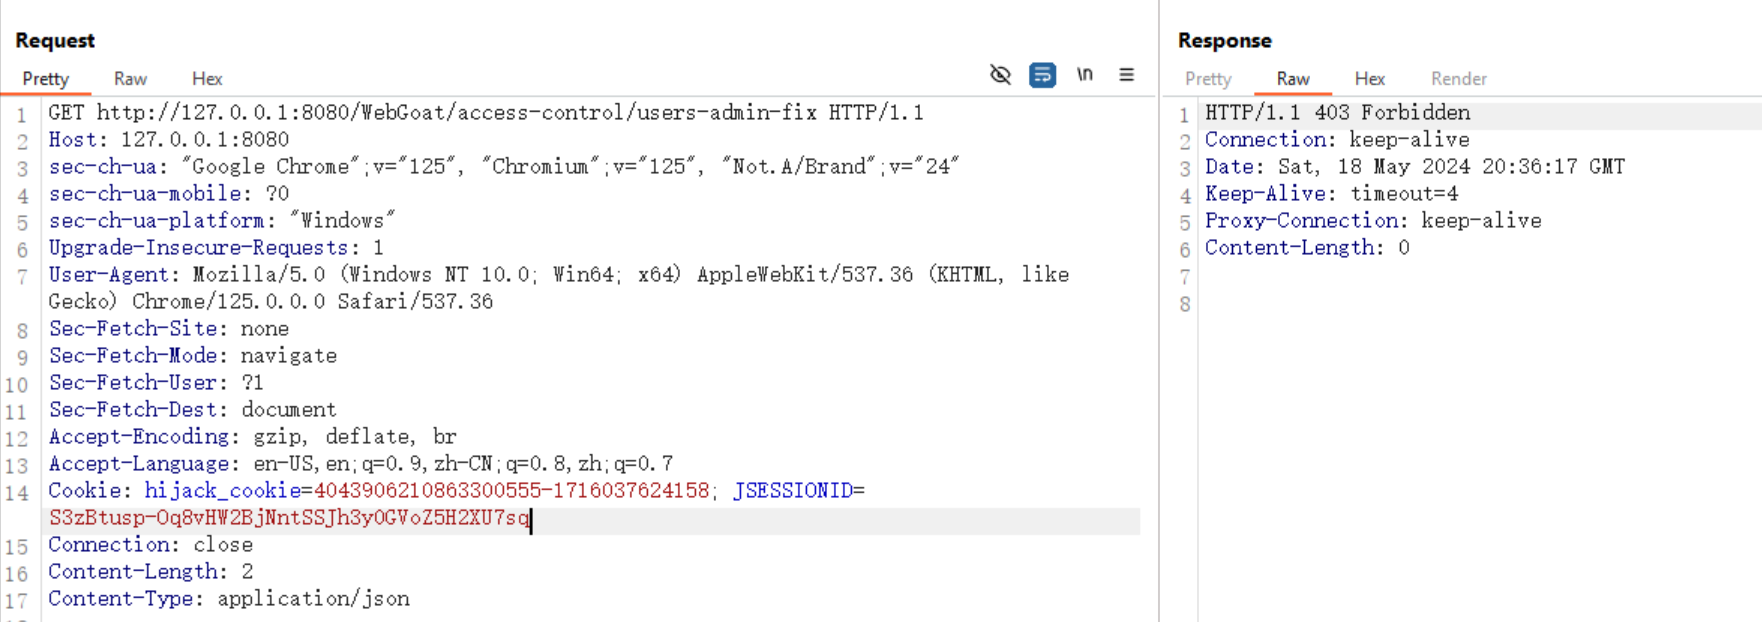 Request
Pretty Raw Hex \n
1 GET http://127.0.0.1:8080/WebGoat/access-control/users-admin-fix HTTP/1.1
2 Host: 127.0.0.1:8080
3 sec-ch-ua: "Google Chrome";v="125", "Chromium";v="125", "Not.A/Brand";v="24"
4 sec-ch-ua-mobile: ?0
5 sec-ch-ua-platform: "Windows"
6 Upgrade-Insecure-Requests: 1
7 User-Agent: Mozilla/5.0 (Windows NT 10.0; Win64; x64) AppleWebKit/537.36 (KHTML, like
Gecko) Chrome/125.0.0.0 Safari/537.36
8 Sec-Fetch-Site: none
9 Sec-Fetch-Mode: navigate
10 Sec-Fetch-User: ?1
11 Sec-Fetch-Dest: document
12 Accept-Encoding: gzip, deflate, br
13 Accept-Language: en-US,en;q=0.9,zh-CN;q=0.8,zh;q=0.7
14 Cookie: hijack_cookie=4043906210863300555-1716037624158; JSESSIONID=
S3zBtusp-Oq8vHW2BjNntSSJh3yOGVoZ5H2XU7sq
15 Connection: close
16 Content-Length: 2
17 Content-Type: application/json
Response
Pretty Raw Hex Render
1 HTTP/1.1 403 Forbidden
2 Connection: keep-alive
3 Date: Sat, 18 May 2024 20:36:17 GMT
4 Keep-Alive: timeout=4
5 Proxy-Connection: keep-alive
6 Content-Length: 0
7
8